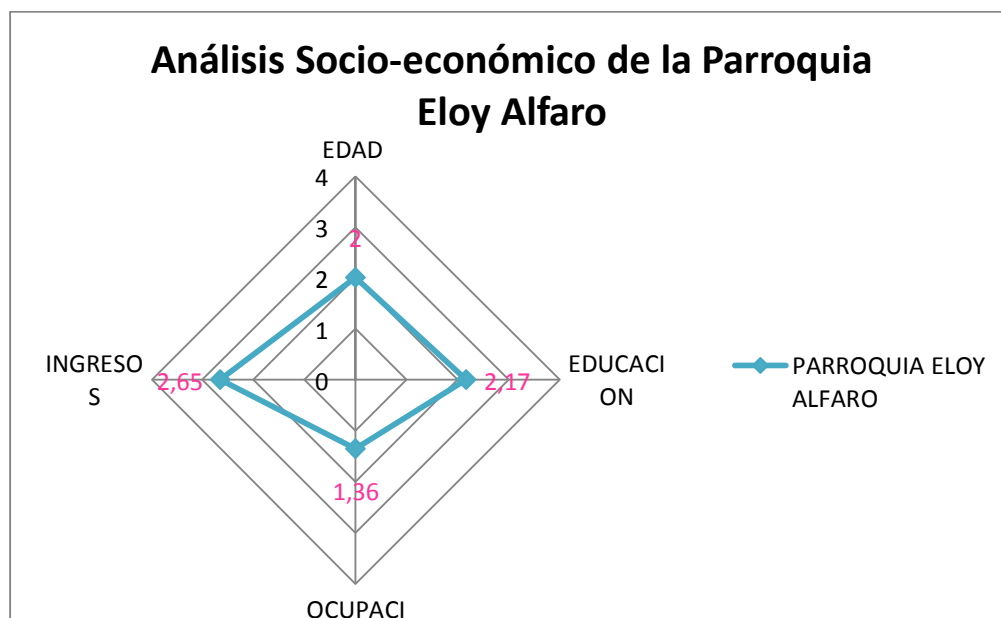 Análisis Socio-económico de la Parroquia
Eloy Alfaro
EDAD
4
3
2
2
1
0
INGRESO
S
2,65
2,17
EDUCACI
ON
1,36
OCUPACI
PARROQUIA ELOY
ALFARO